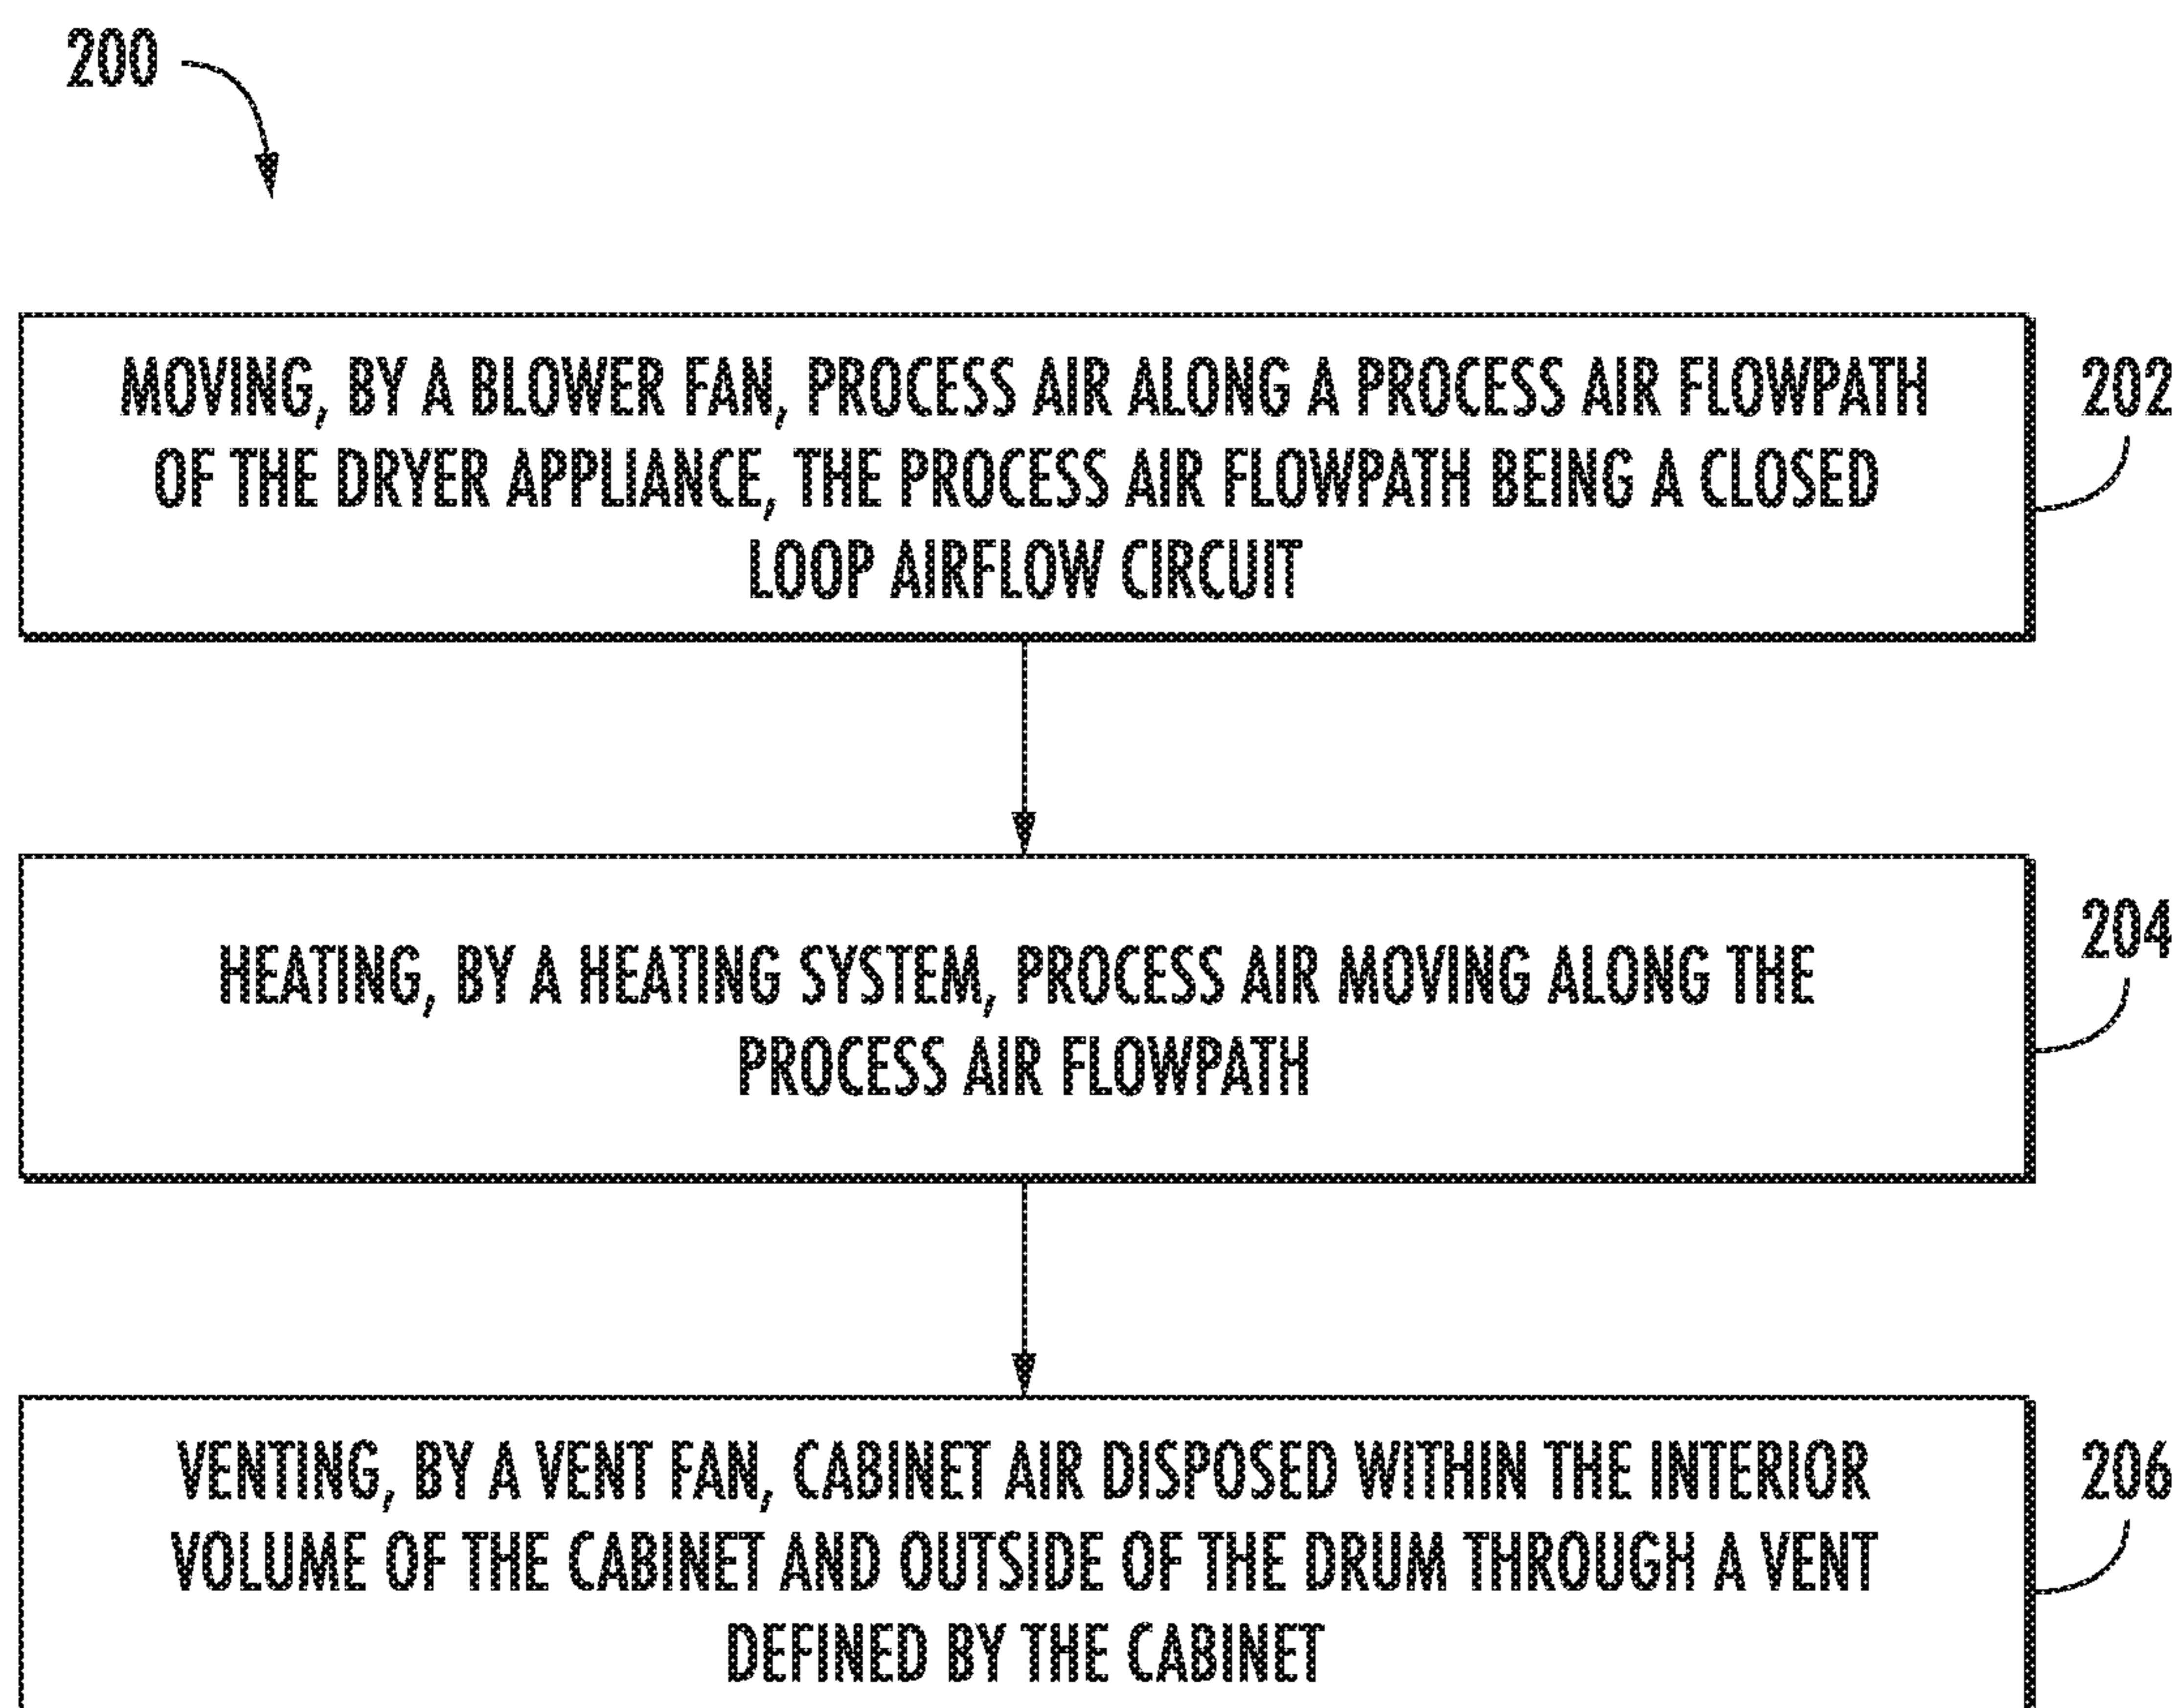 200
MOVING, BY A BLOWER FAN, PROCESS AIR ALONG A PROCESS AIR FLOWPATH
OF THE DRYER APPLIANCE, THE PROCESS AIR FLOWPATH BEING A CLOSED
LOOP AIRFLOW CIRCUIT
202
HEATING, BY A HEATING SYSTEM, PROCESS AIR MOVING ALONG THE
PROCESS AIR FLOWPATH
204
VENTING, BY A VENT FAN, CABINET AIR DISPOSED WITHIN THE INTERIOR
VOLUME OF THE CABINET AND OUTSIDE OF THE DRUM THROUGH A VENT
DEFINED BY THE CABINET
206